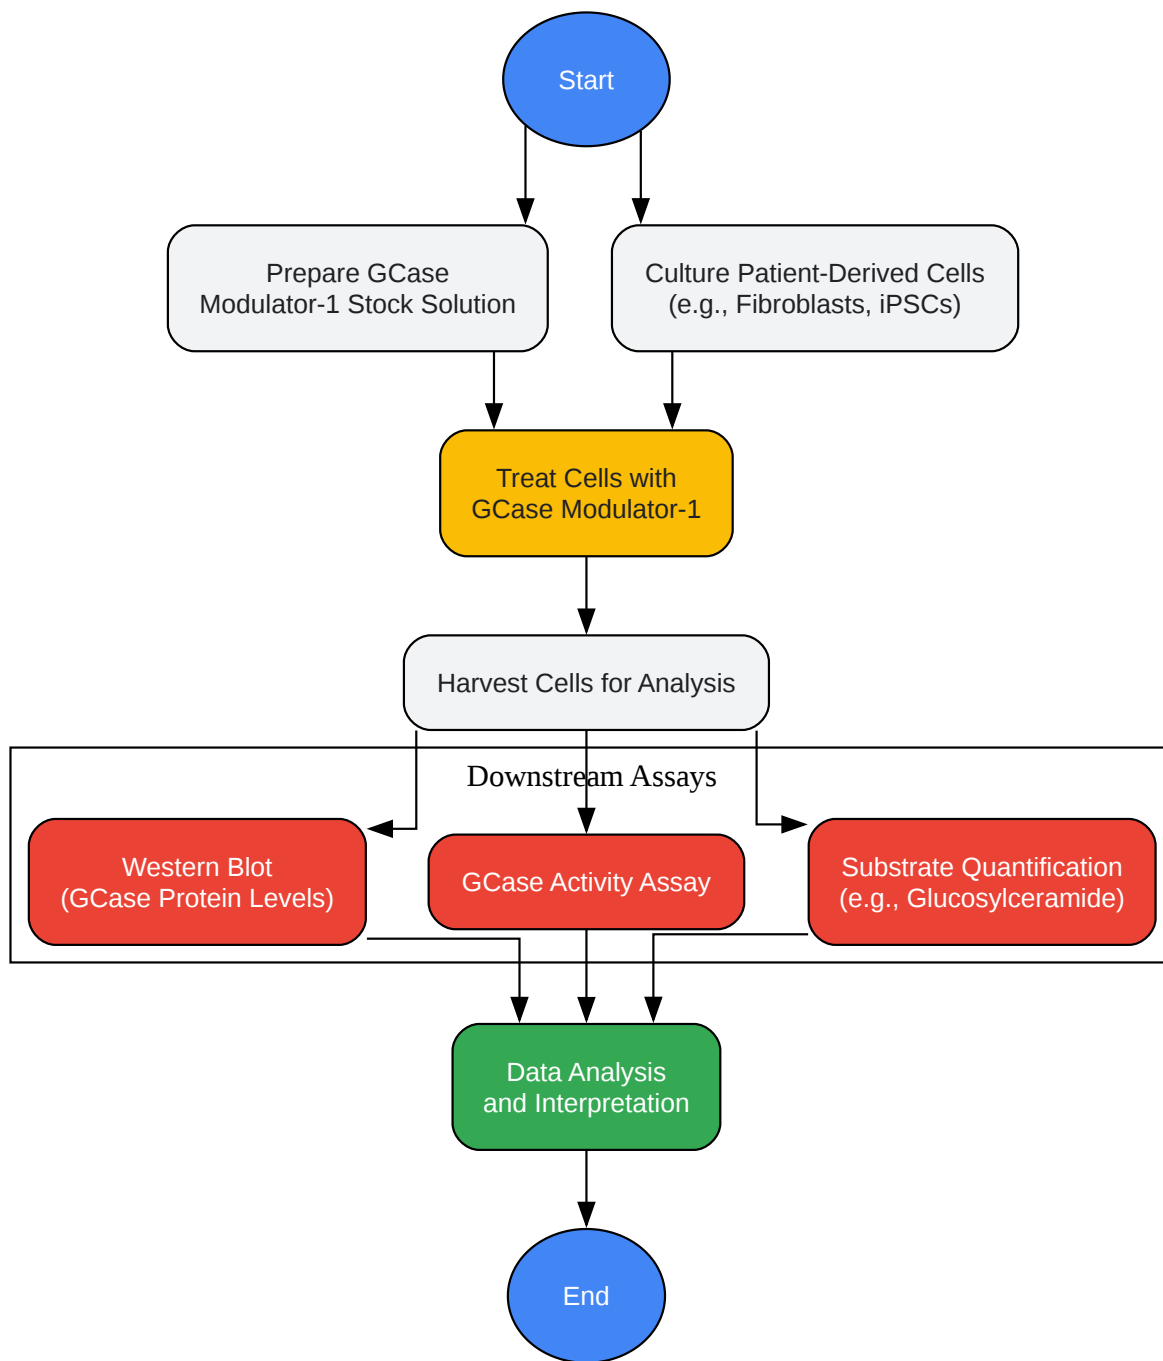 Start
Prepare GCase
Modulator-1 Stock Solution
Culture Patient-Derived Cells
(e.g., Fibroblasts, iPSCs)
Treat Cells with
GCase Modulator-1
Harvest Cells for Analysis
Downstream Assays
Western Blot
(GCase Protein Levels)
GCase Activity Assay
Substrate Quantification
(e.g., Glucosylceramide)
Data Analysis
and Interpretation
End